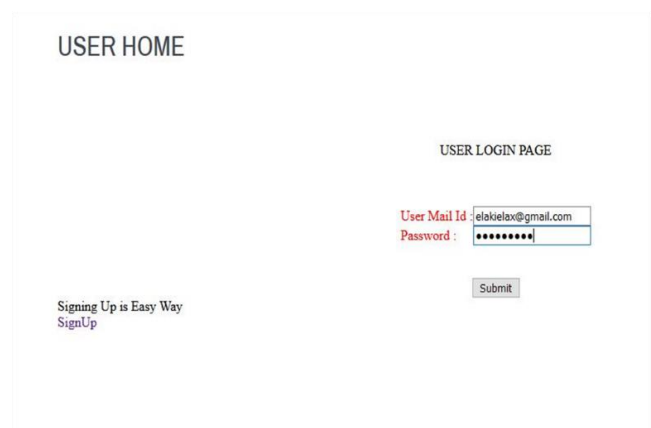 USER HOME
USER LOGIN PAGE
User Mail Id : elakielax@gmail.com
Password : •••••••••
Submit
Signing Up is Easy Way
SignUp